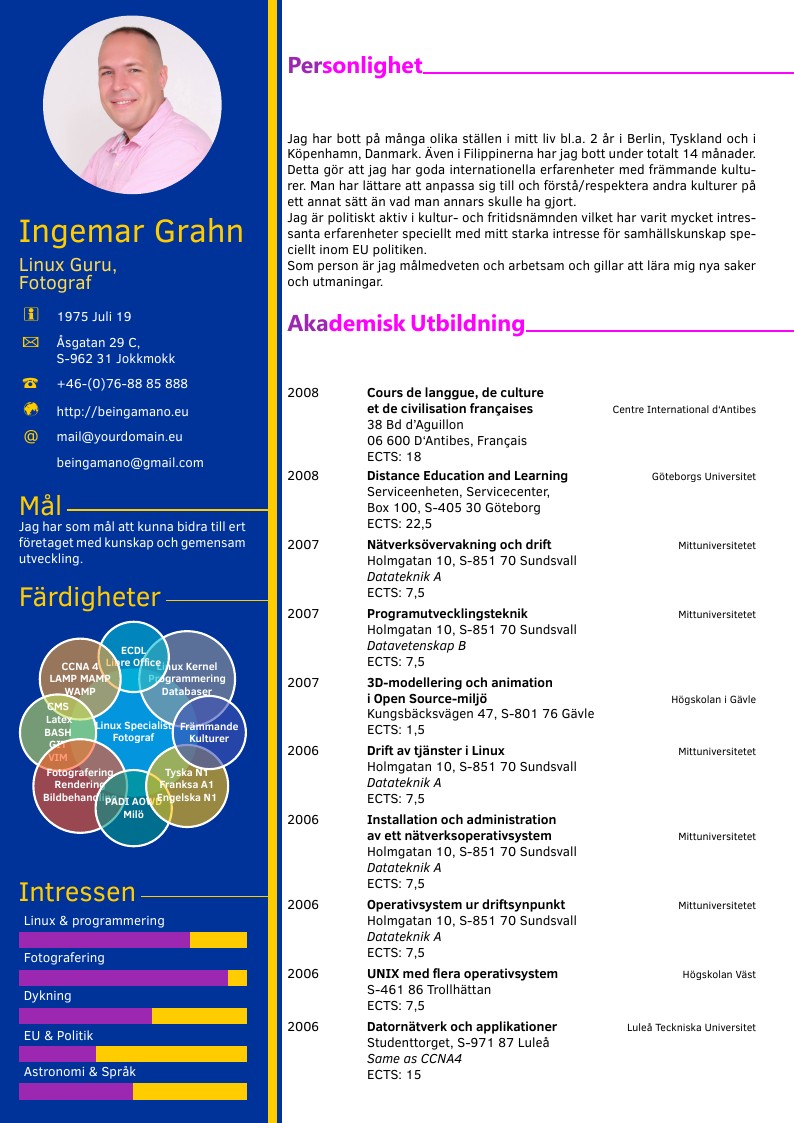 Ingemar Grahn
Linux Guru,
Fotograf
1975 Juli 19
Åsgatan 29 C,
S-962 31 Jokkmokk
+46-(0)76-88 85 888
http://beingamano.eu
@ mail@yourdomain.eu
beingamano@gmail.com
Mål
Jag har som mål att kunna bidra till ert
företaget med kunskap och gemensam
utveckling.
Färdigheter
ECDL
Libre Office
Linux Kernel
Programmering
Databaser
CCNA 4
LAMP MAMP
WAMP
CMS
Latex
BASH
GIT
VIM
Linux Specialist
Fotograf
Främmande
Kulturer
Fotografering
Rendering
Bildbehandling
PADI AOWD
Milö
Tyska N1
Franksa A1
Engelska N1
Intressen
Linux & programmering
Fotografering
Dykning
EU & Politik
Astronomi & Språk
Personlighet
Jag har bott på många olika ställen i mitt liv bl.a. 2 år i Berlin, Tyskland och i
Köpenhamn, Danmark. Även i Filippinerna har jag bott under totalt 14 månader.
Detta gör att jag har goda internationella erfarenheter med främmande kultu-
rer. Man har lättare att anpassa sig till och förstå/respektera andra kulturer på
ett annat sätt än vad man annars skulle ha gjort.
Jag är politiskt aktiv i kultur- och fritidsnämnden vilket har varit mycket intres-
santa erfarenheter speciellt med mitt starka intresse för samhällskunskap spe-
ciellt inom EU politiken.
Som person är jag målmedveten och arbetsam och gillar att lära mig nya saker
och utmaningar.
Akademisk Utbildning
2008 Cours de langgue, de culture
et de civilisation françaises Centre International d'Antibes
38 Bd d'Aguillon
06 600 D'Antibes, Français
ECTS: 18
2008 Distance Education and Learning Göteborgs Universitet
Serviceenheten, Servicecenter,
Box 100, S-405 30 Göteborg
ECTS: 22,5
2007 Nätverksövervakning och drift Mittuniversitetet
Holmgatan 10, S-851 70 Sundsvall
Datateknik A
ECTS: 7,5
2007 Programutvecklingsteknik Mittuniversitetet
Holmgatan 10, S-851 70 Sundsvall
Datavetenskap B
ECTS: 7,5
2007 3D-modellering och animation
i Open Source-miljö Högskolan i Gävle
Kungsbäcksvägen 47, S-801 76 Gävle
ECTS: 1,5
2006 Drift av tjänster i Linux Mittuniversitetet
Holmgatan 10, S-851 70 Sundsvall
Datateknik A
ECTS: 7,5
2006 Installation och administration
av ett nätverksoperativsystem Mittuniversitetet
Holmgatan 10, S-851 70 Sundsvall
Datateknik A
ECTS: 7,5
2006 Operativsystem ur driftsynpunkt Mittuniversitetet
Holmgatan 10, S-851 70 Sundsvall
Datateknik A
ECTS: 7,5
2006 UNIX med flera operativsystem Högskolan Väst
S-461 86 Trollhättan
ECTS: 7,5
2006 Datornätverk och applikationer Luleå Teckniska Universitet
Studenttorget, S-971 87 Luleå
Same as CCNA4
ECTS: 15